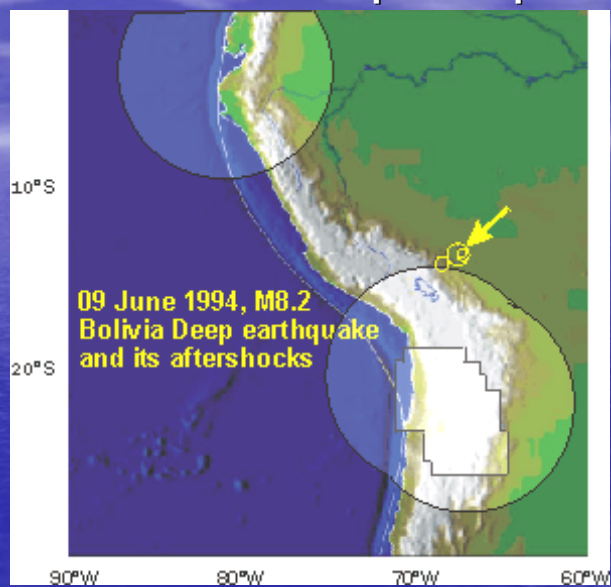 10°S
09 June 1994, M8.2
Bolivia Deep earthquake
and its aftershocks
20°S
90°W 80°W 70°W 60°W